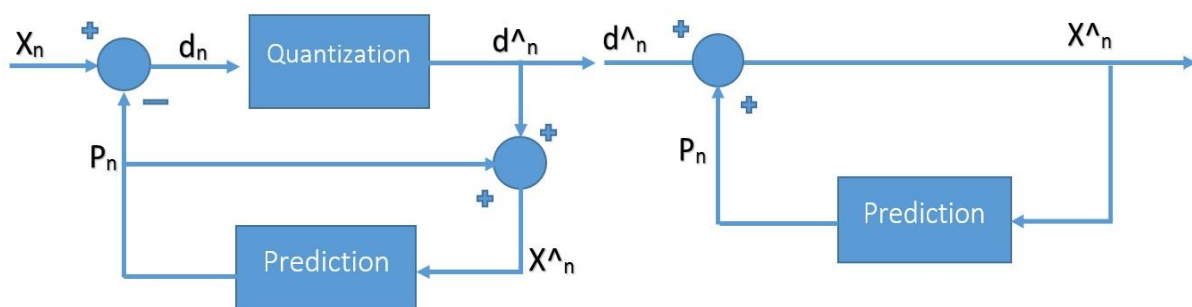 Xn
dn
Quantization
d^n
d^n
X^n
Pn
Pn
Prediction
X^n
Prediction